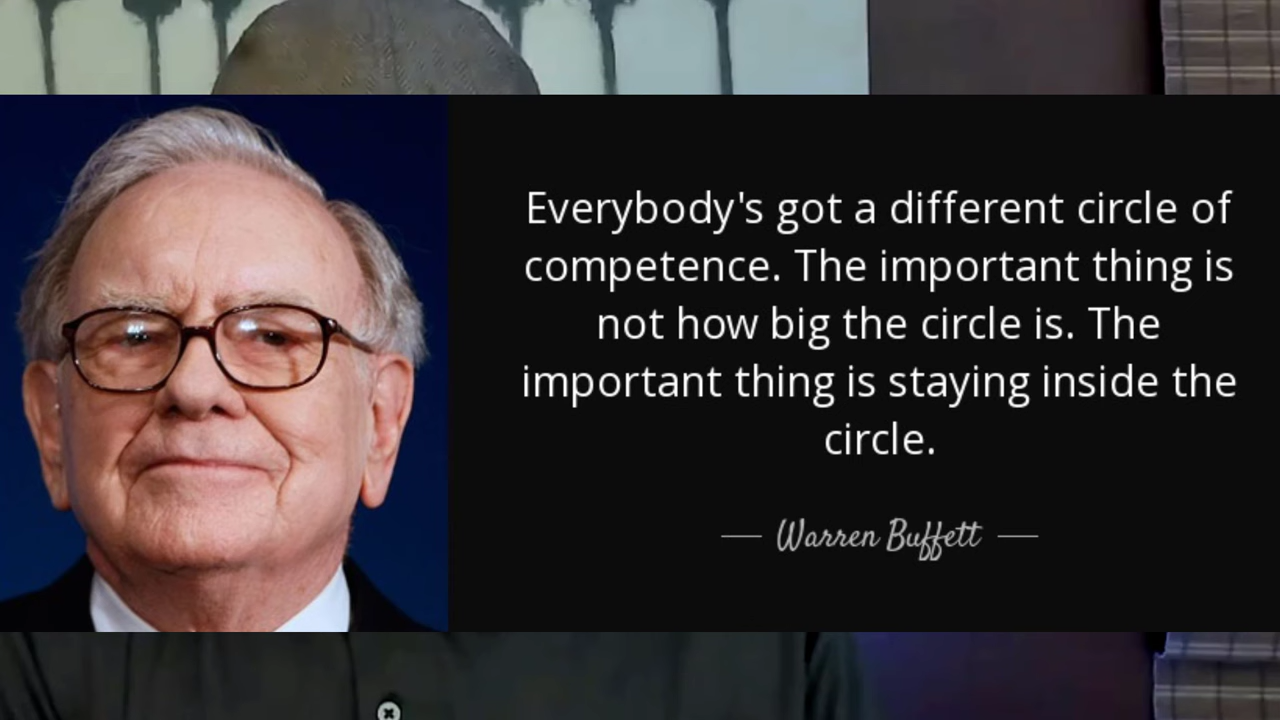 Everybody's got a different circle of
competence. The important thing is
not how big the circle is. The
important thing is staying inside the
circle.
Warren Buffett